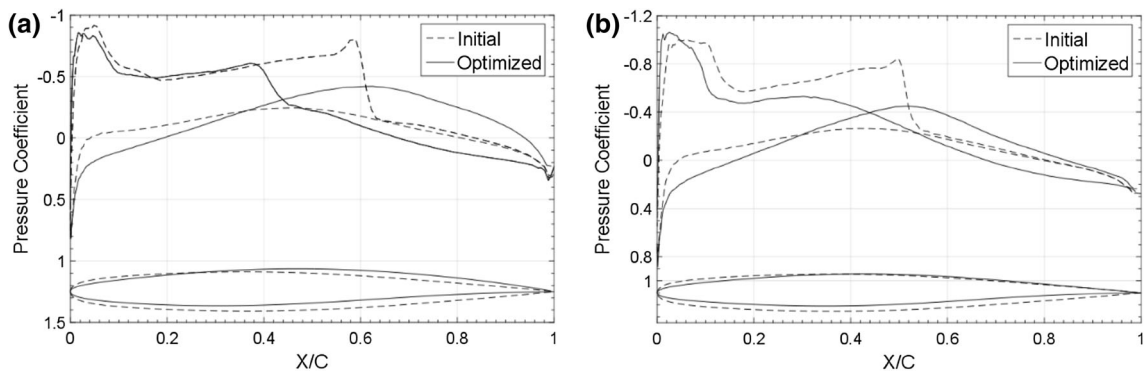 (a)
Pressure Coefficient
-1
-0.5
0
0.5
1
1.5
Initial
Optimized
0 0.2 0.4 0.6 0.8 1
X/C
(b)
Pressure Coefficient
-1.2
-0.8
-0.4
0
0.4
0.8
1
Initial
Optimized
0 0.2 0.4 0.6 0.8 1
X/C